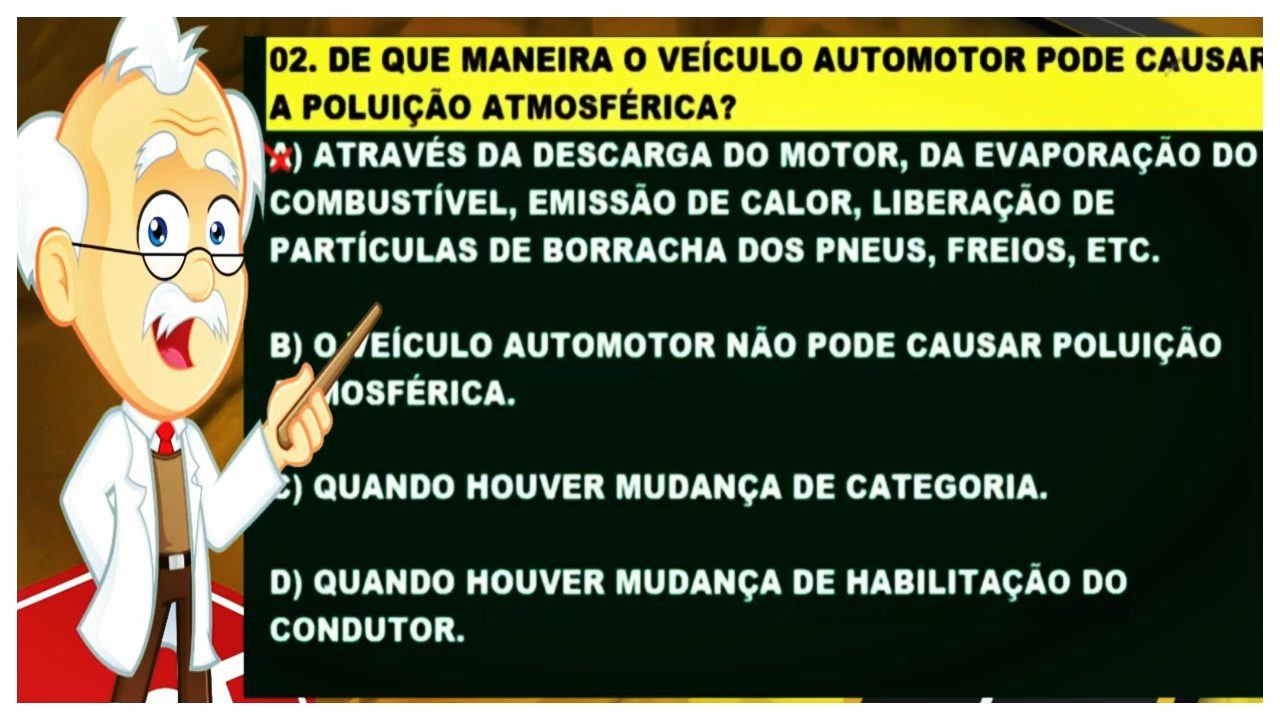 02. DE QUE MANEIRA O VEÍCULO AUTOMOTOR PODE CAUSAR
A POLUIÇÃO ATMOSFÉRICA?
A) ATRAVÉS DA DESCARGA DO MOTOR, DA EVAPORAÇÃO DO
COMBUSTÍVEL, EMISSÃO DE CALOR, LIBERAÇÃO DE
PARTÍCULAS DE BORRACHA DOS PNEUS, FREIOS, ETC.
B) O VEÍCULO AUTOMOTOR NÃO PODE CAUSAR POLUIÇÃO
ATMOSFÉRICA.
C) QUANDO HOUVER MUDANÇA DE CATEGORIA.
D) QUANDO HOUVER MUDANÇA DE HABILITAÇÃO DO
CONDUTOR.